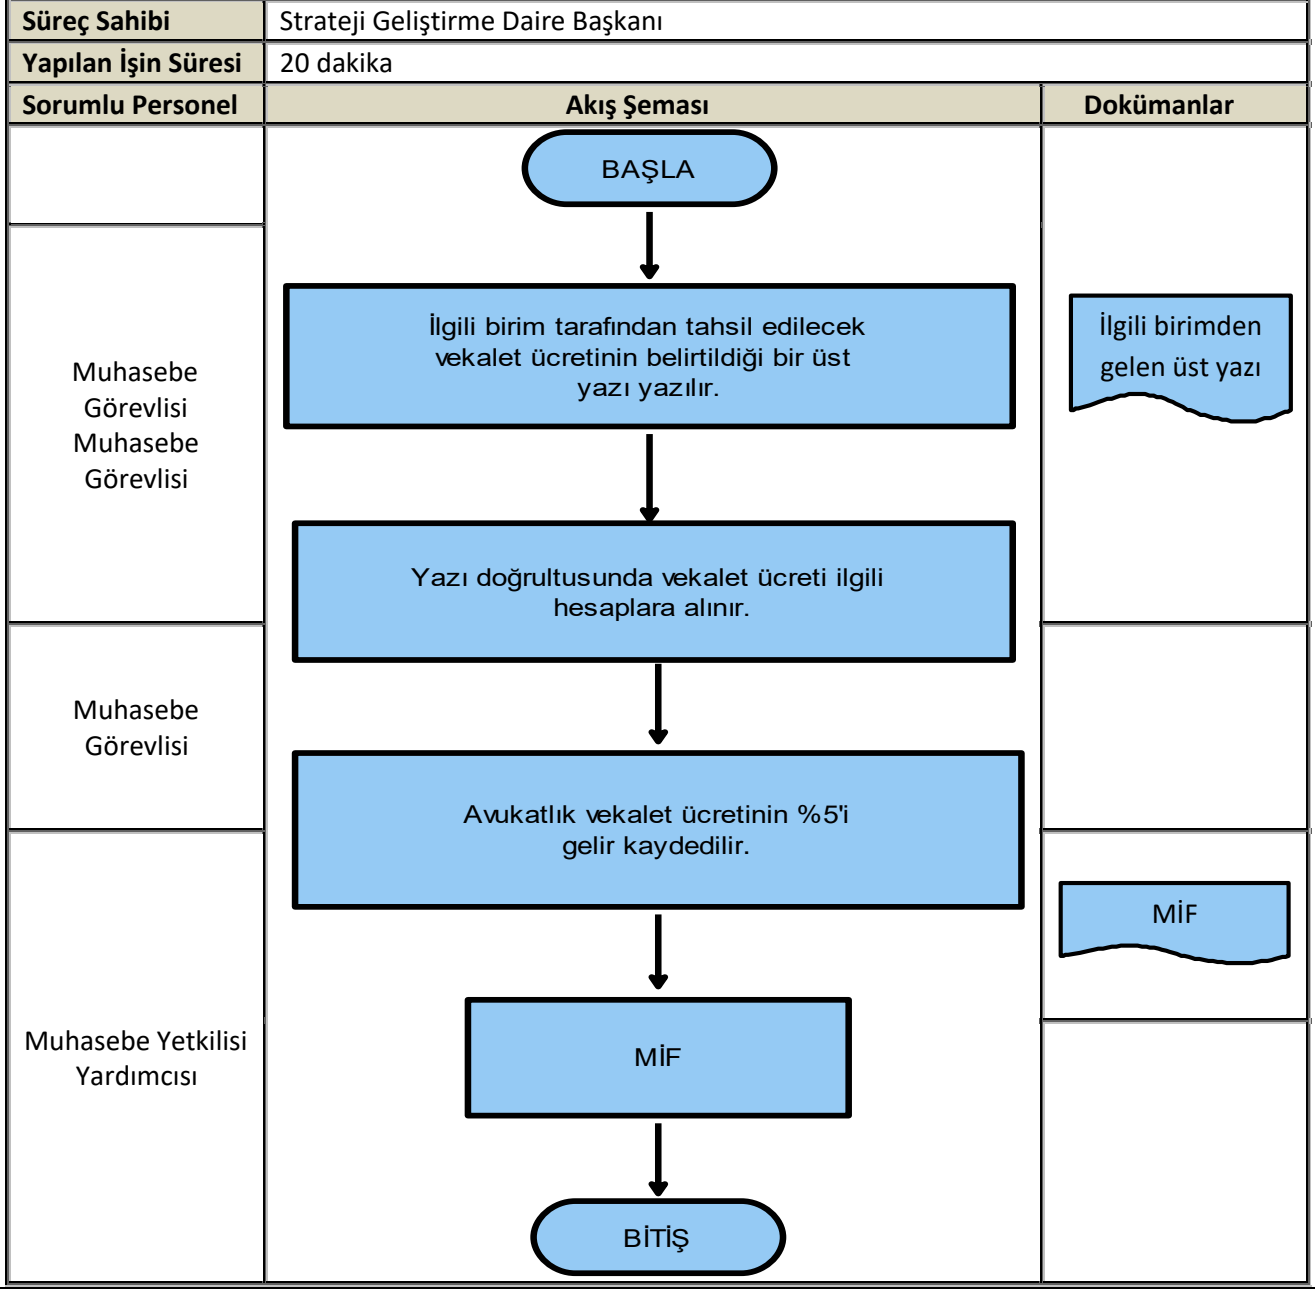 Süreç Sahibi
Strateji Geliştirme Daire Başkanı
Yapılan İşin Süresi
20 dakika
Sorumlu Personel
Akış Şeması
Dokümanlar
BAŞLA
İlgili birim tarafından tahsil edilecek
vekalet ücretinin belirtildiği bir üst
yazı yazılır.
İlgili birimden
gelen üst yazı
Muhasebe
Görevlisi
Muhasebe
Görevlisi
Yazı doğrultusunda vekalet ücreti ilgili
hesaplara alınır.
Muhasebe
Görevlisi
Avukatlık vekalet ücretinin %5'i
gelir kaydedilir.
MİF
Muhasebe Yetkilisi
Yardımcısı
MİF
BİTİŞ